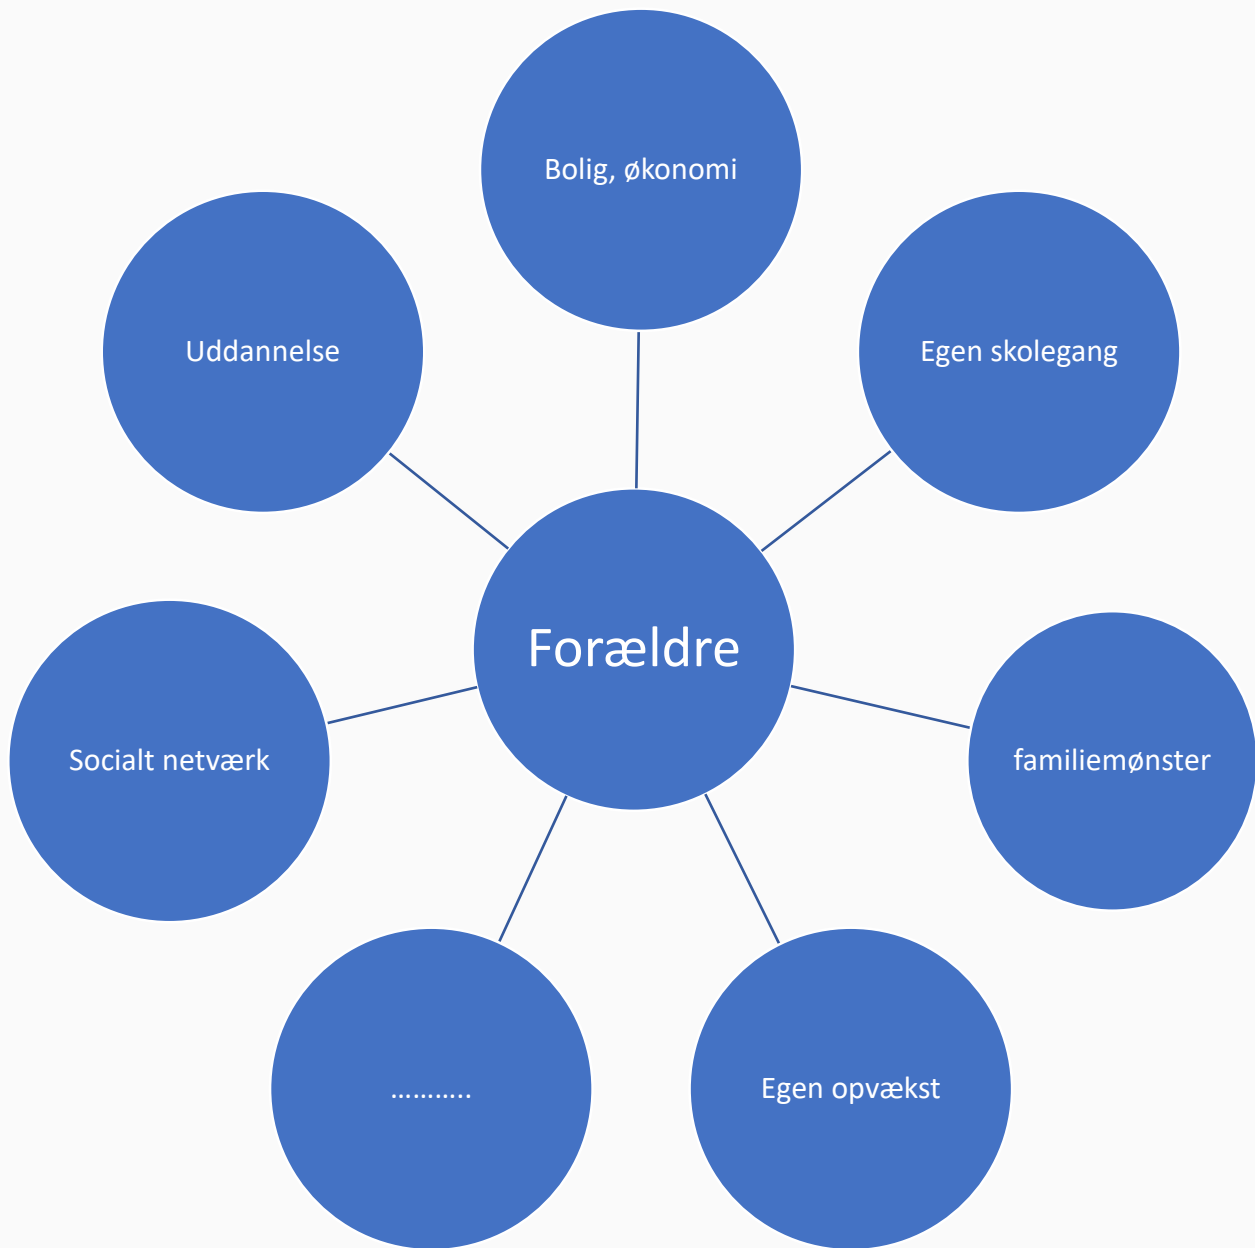 Bolig, økonomi
Uddannelse
Egen skolegang
Forældre
Socialt netværk
familiemønster
………..
Egen opvækst